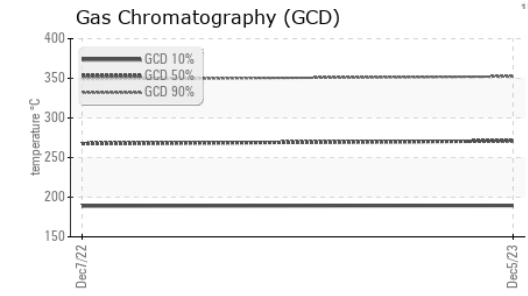 Gas Chromatography (GCD)
400
350
300
250
200
150
temperature °C
GCD 10%
GCD 50%
GCD 90%
Dec7/22
Dec5/23